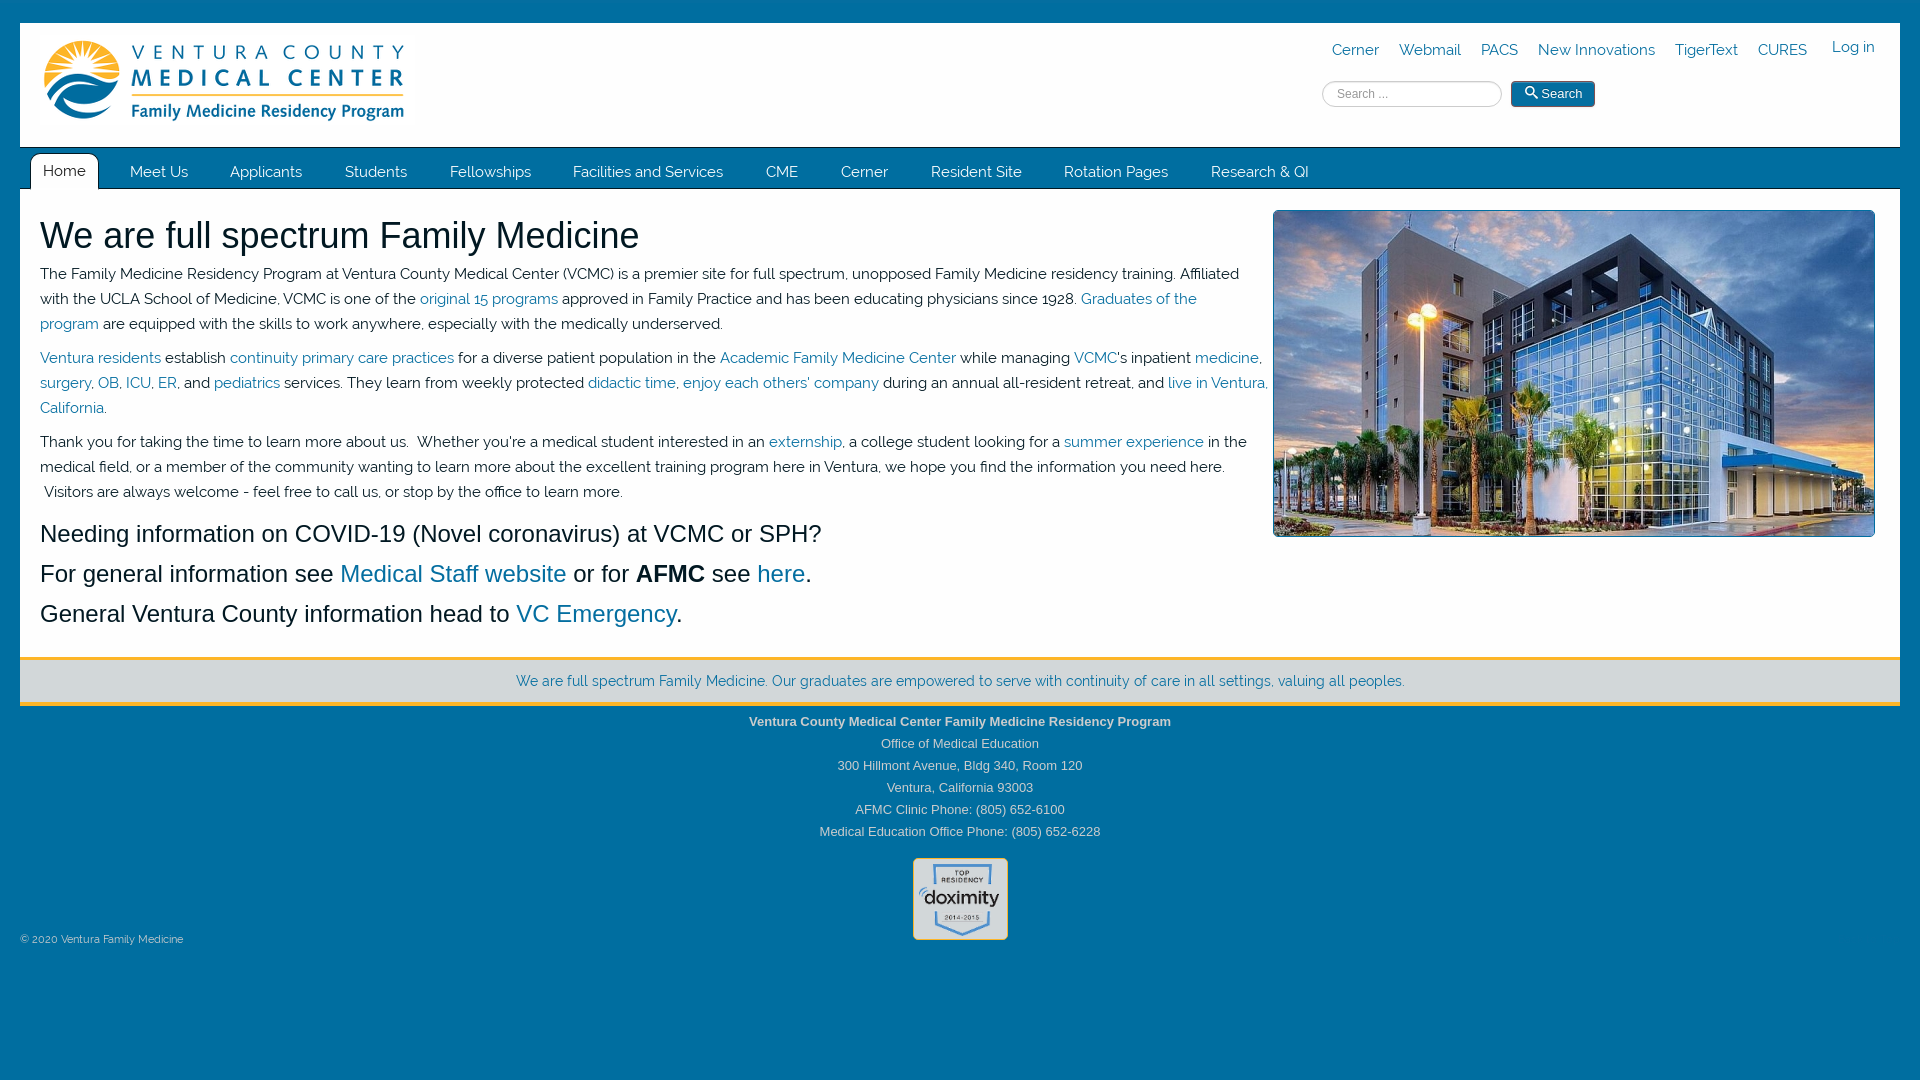 VENTURA COUNTY
MEDICAL CENTER
Family Medicine Residency Program
Cerner Webmail PACS New Innovations TigerText CURES Log in
Search ... Search
Home Meet Us Applicants Students Fellowships Facilities and Services CME Cerner Resident Site Rotation Pages Research & QI
We are full spectrum Family Medicine
The Family Medicine Residency Program at Ventura County Medical Center (VCMC) is a premier site for full spectrum, unopposed Family Medicine residency training. Affiliated
with the UCLA School of Medicine, VCMC is one of the original 15 programs approved in Family Practice and has been educating physicians since 1928. Graduates of the
program are equipped with the skills to work anywhere, especially with the medically underserved.
Ventura residents establish continuity primary care practices for a diverse patient population in the Academic Family Medicine Center while managing VCMC's inpatient medicine,
surgery, OB, ICU, ER, and pediatrics services. They learn from weekly protected didactic time, enjoy each others' company during an annual all-resident retreat, and live in Ventura,
California.
Thank you for taking the time to learn more about us.  Whether you're a medical student interested in an externship, a college student looking for a summer experience in the
medical field, or a member of the community wanting to learn more about the excellent training program here in Ventura, we hope you find the information you need here.
Visitors are always welcome - feel free to call us, or stop by the office to learn more.
Needing information on COVID-19 (Novel coronavirus) at VCMC or SPH?
For general information see Medical Staff website or for AFMC see here.
General Ventura County information head to VC Emergency.
We are full spectrum Family Medicine. Our graduates are empowered to serve with continuity of care in all settings, valuing all peoples.
Ventura County Medical Center Family Medicine Residency Program
Office of Medical Education
300 Hillmont Avenue, Bldg 340, Room 120
Ventura, California 93003
AFMC Clinic Phone: (805) 652-6100
Medical Education Office Phone: (805) 652-6228
TOP
RESIDENCY
doximity
2014-2015
© 2020 Ventura Family Medicine